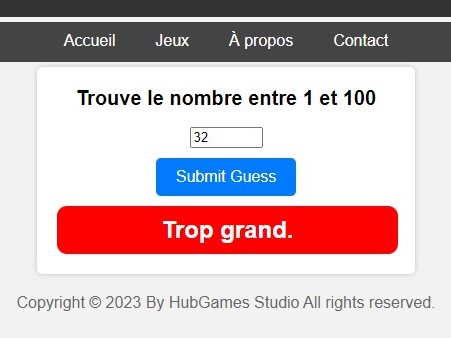 Accueil Jeux À propos Contact
Trouve le nombre entre 1 et 100
32
Submit Guess
Trop grand.
Copyright © 2023 By HubGames Studio All rights reserved.